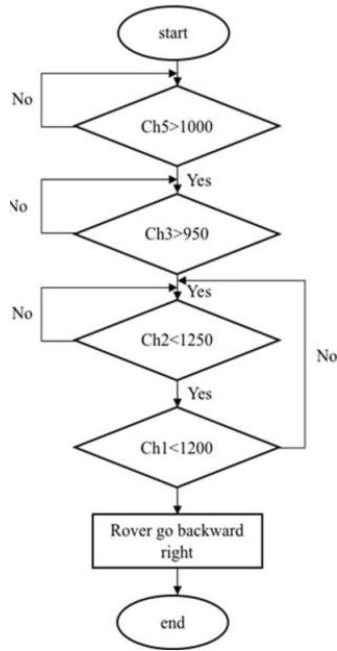 start
No
Ch5>1000
Yes
No
Ch3>950
Yes
No
Ch2<1250
No
Yes
Ch1<1200
Rover go backward
right
end